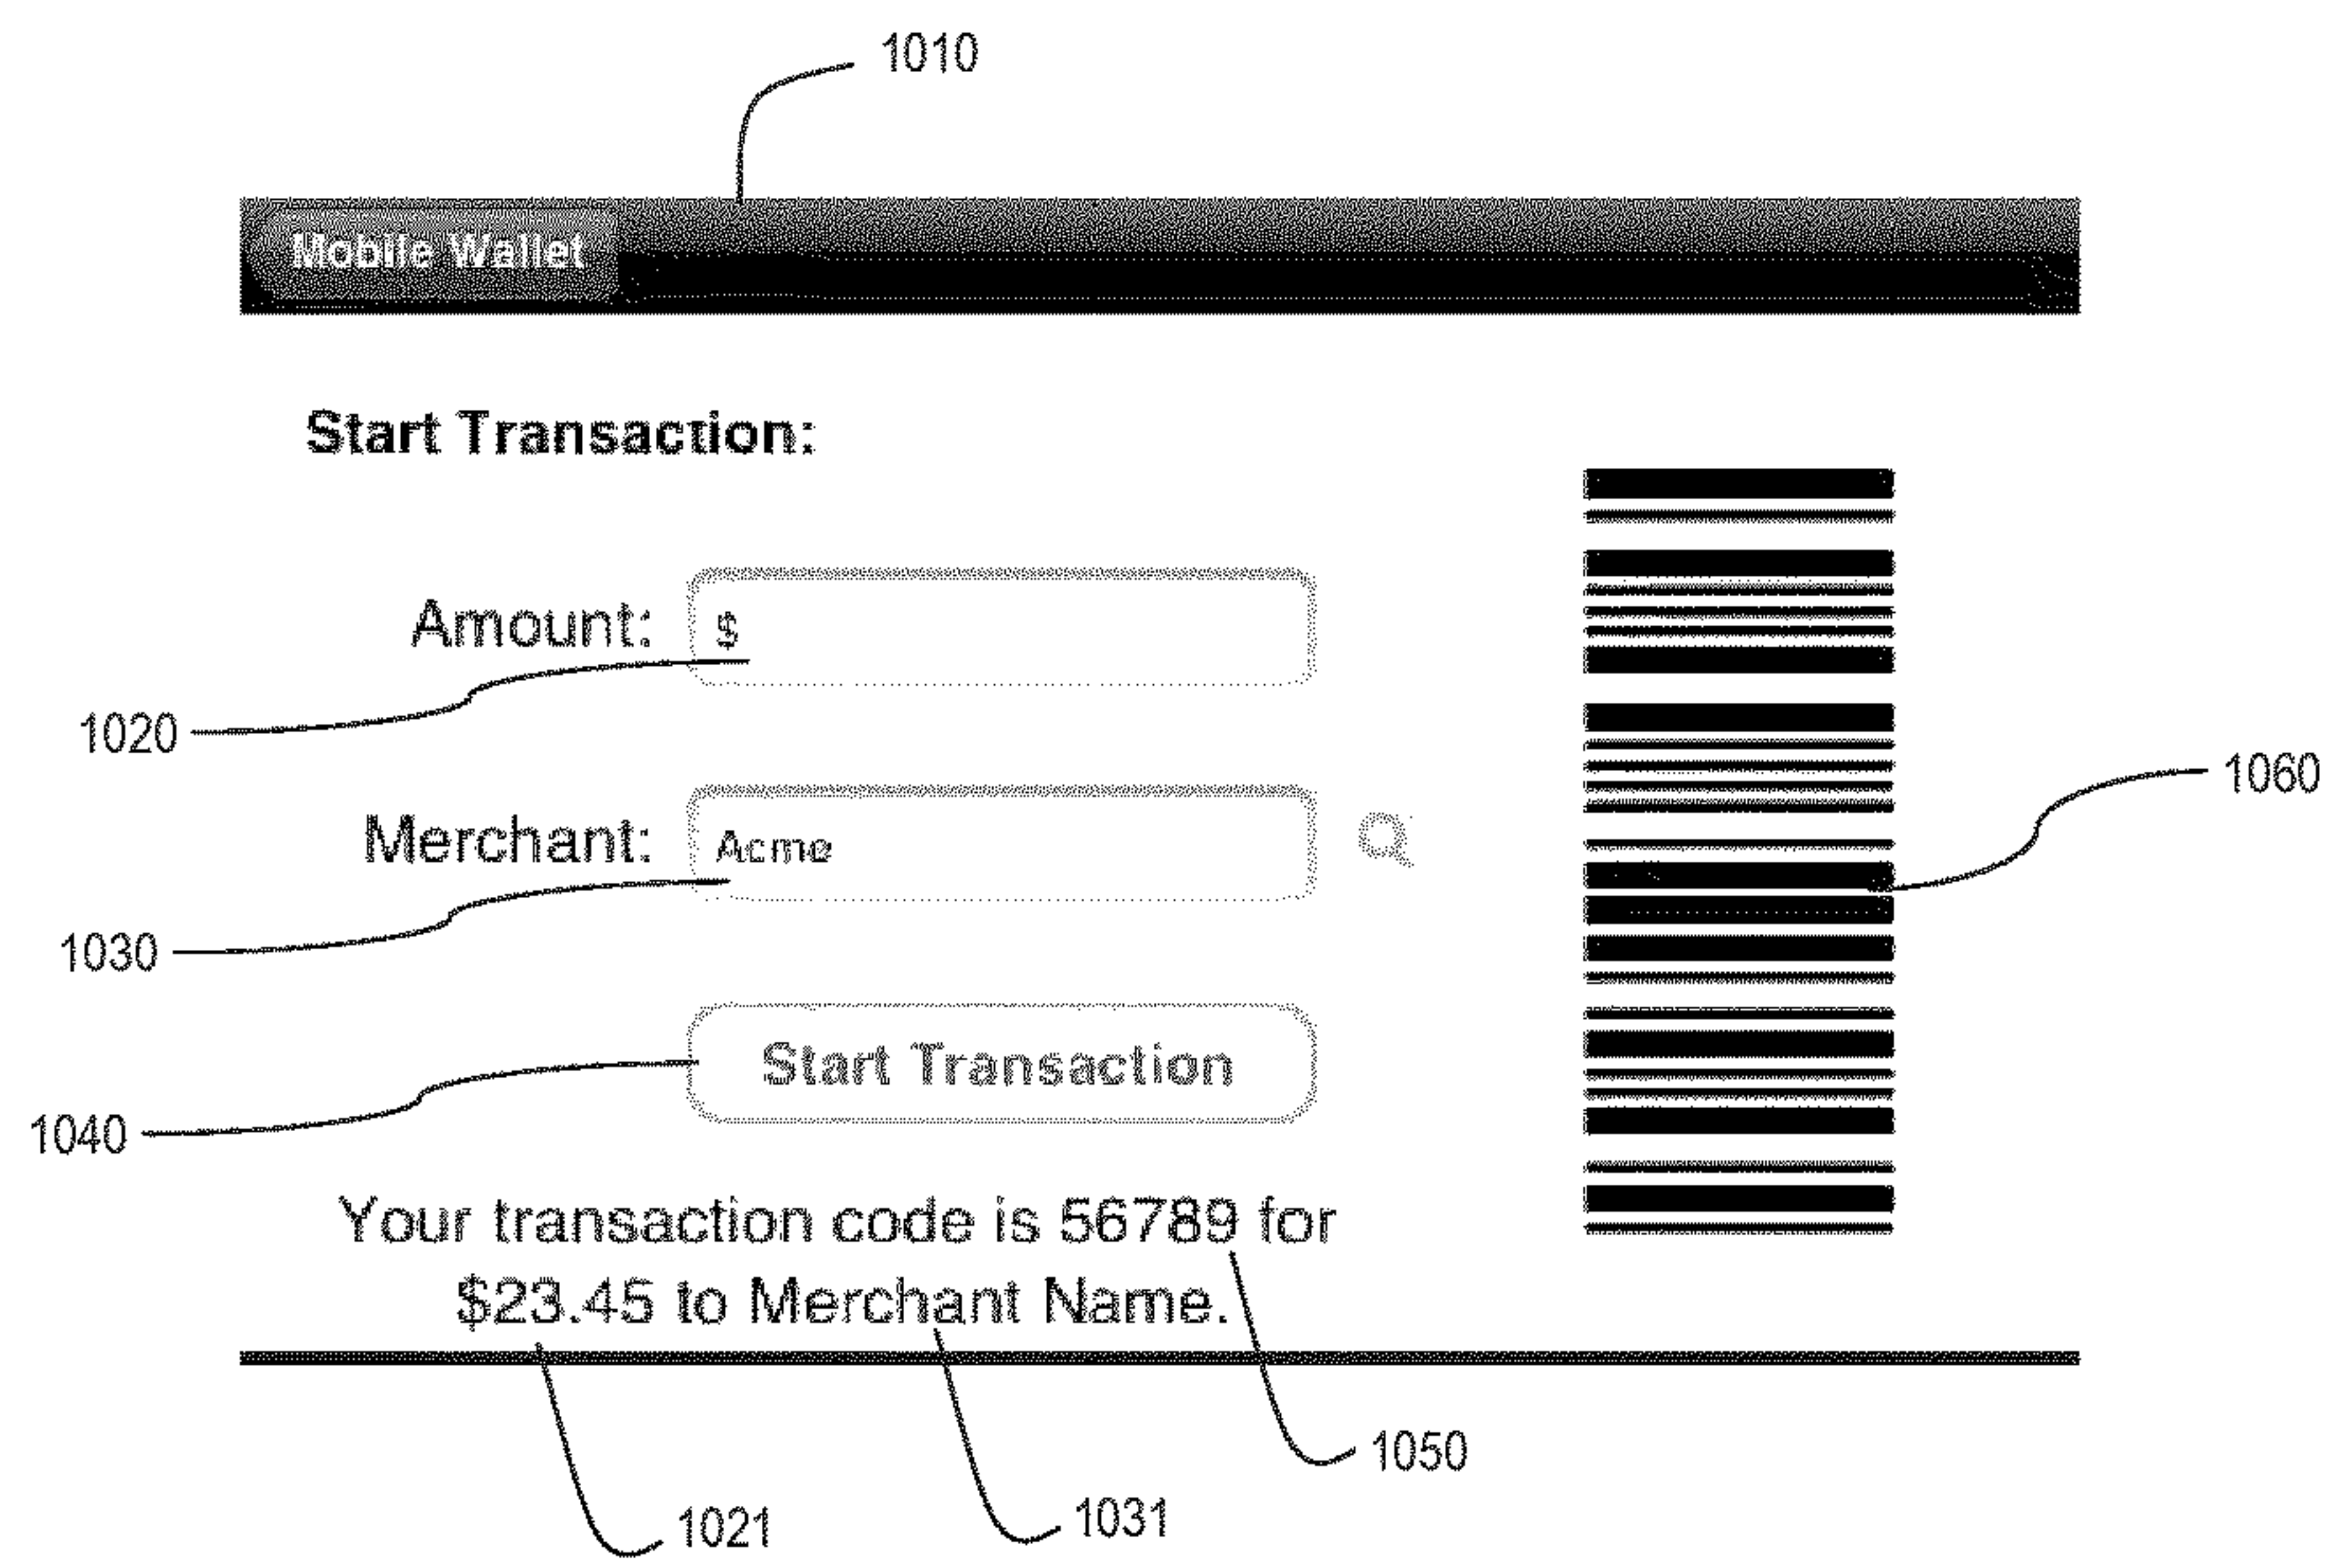 1010
Mobile Wallet
Start Transaction:
Amount: $
1020
Merchant: Acme
1060
1030
Start Transaction
1040
Your transaction code is 56789 for
$23.45 to Merchant Name.
1050
1021
1031